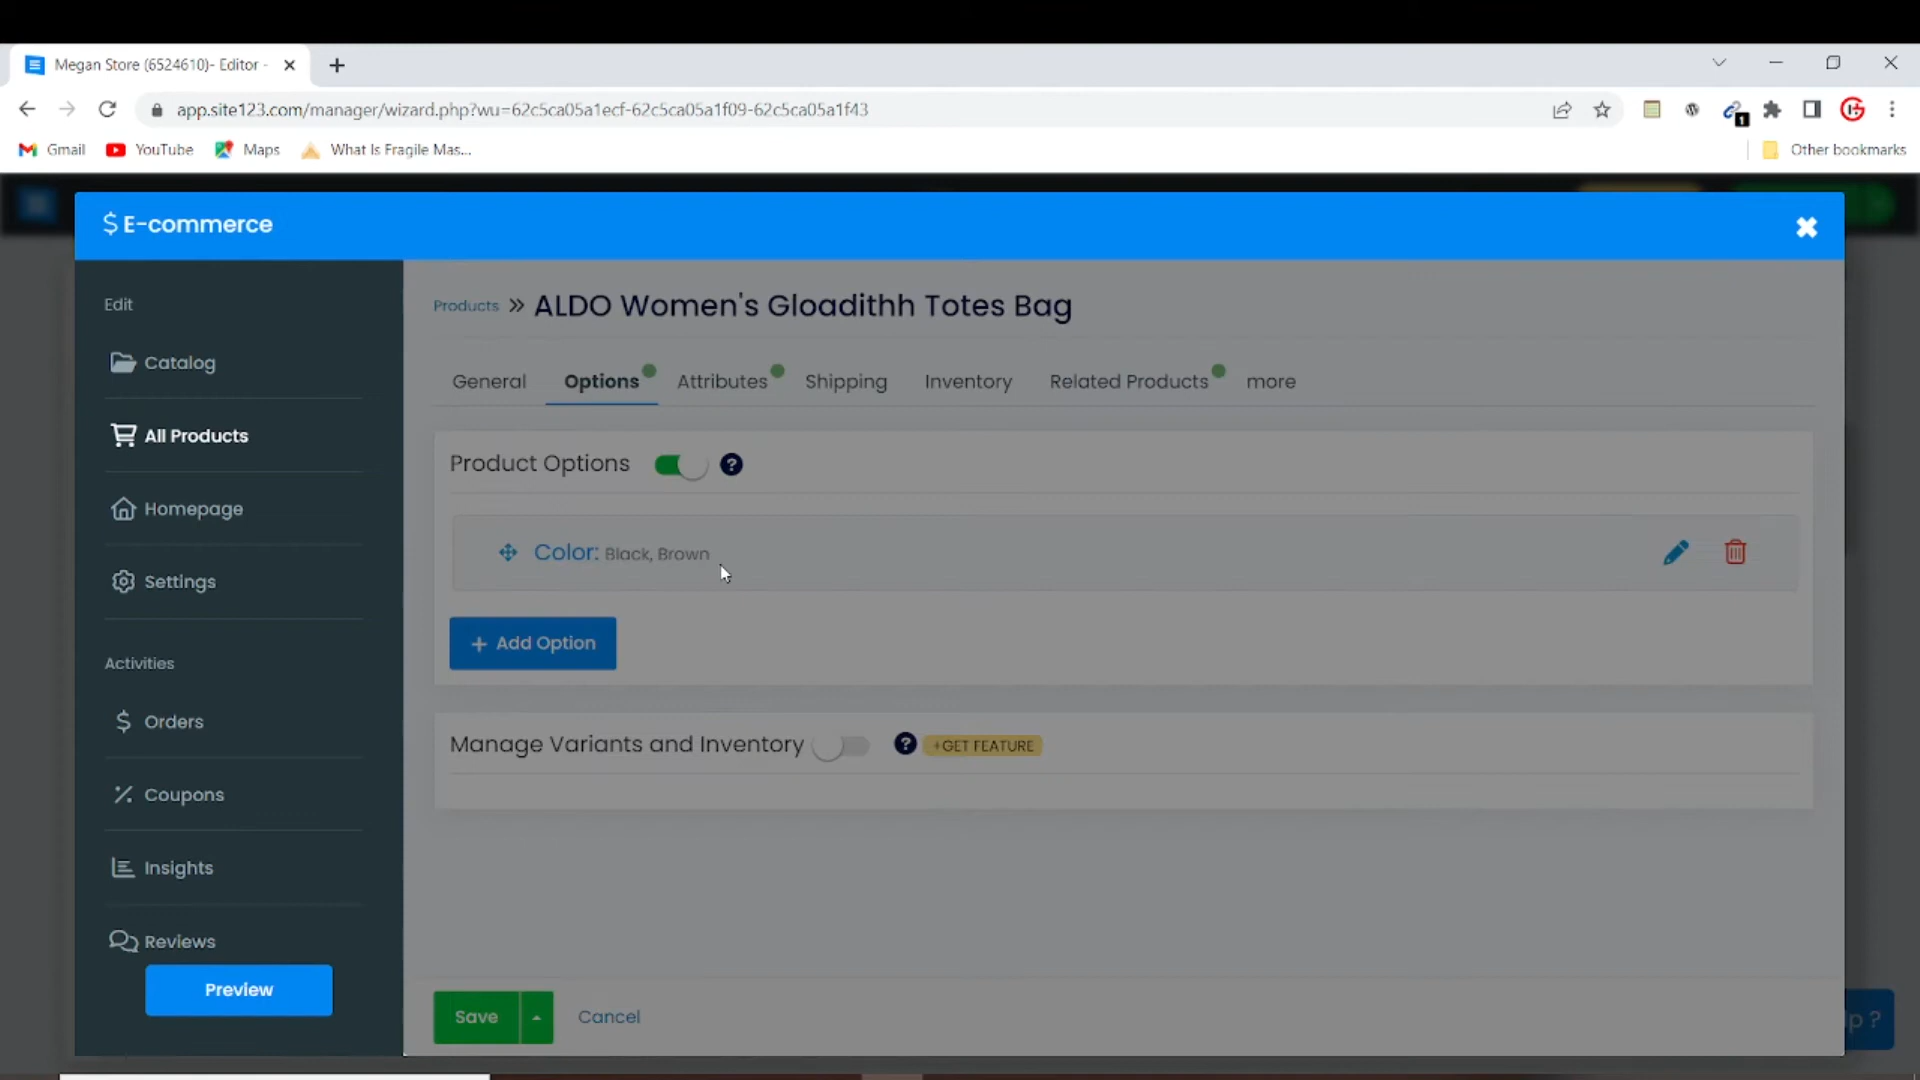 Megan Store (6524610)- Editor -
app.site123.com/manager/wizard.php?wu=62c5ca05a1ecf-62c5ca05a1f09-62c5ca05a1f43
1
Gmail YouTube Maps What Is Fragile Mas... Other bookmarks
$ E-commerce
Edit
Catalog
All Products
Homepage
Settings
Activities
$ Orders
Coupons
Insights
Reviews
Preview
Products >> ALDO Women's Gloadithh Totes Bag
General Options Attributes Shipping Inventory Related Products more
Product Options ?
Color: Black, Brown
+ Add Option
Manage Variants and Inventory ? +GET FEATURE
Save Cancel
lp ?